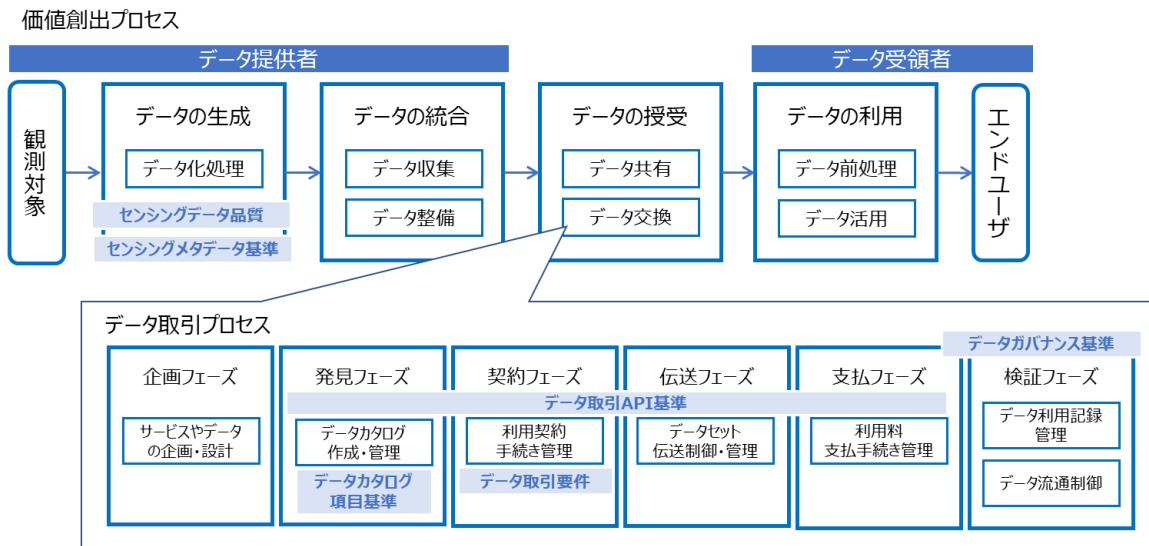 価値創出プロセス
データ提供者
データ受領者
観測対象
データの生成
データ化処理
センシングデータ品質
センシングメタデータ基準
データの統合
データ収集
データ整備
データの授受
データ共有
データ交換
データの利用
データ前処理
データ活用
エンドユーザ
データ取引プロセス
データガバナンス基準
企画フェーズ
発見フェーズ
契約フェーズ
伝送フェーズ
支払フェーズ
検証フェーズ
データ取引API基準
サービスやデータ
の企画・設計
データカタログ
作成・管理
データカタログ
項目基準
利用契約
手続き管理
データ取引要件
データセット
伝送制御・管理
利用料
支払手続き管理
データ利用記録
管理
データ流通制御